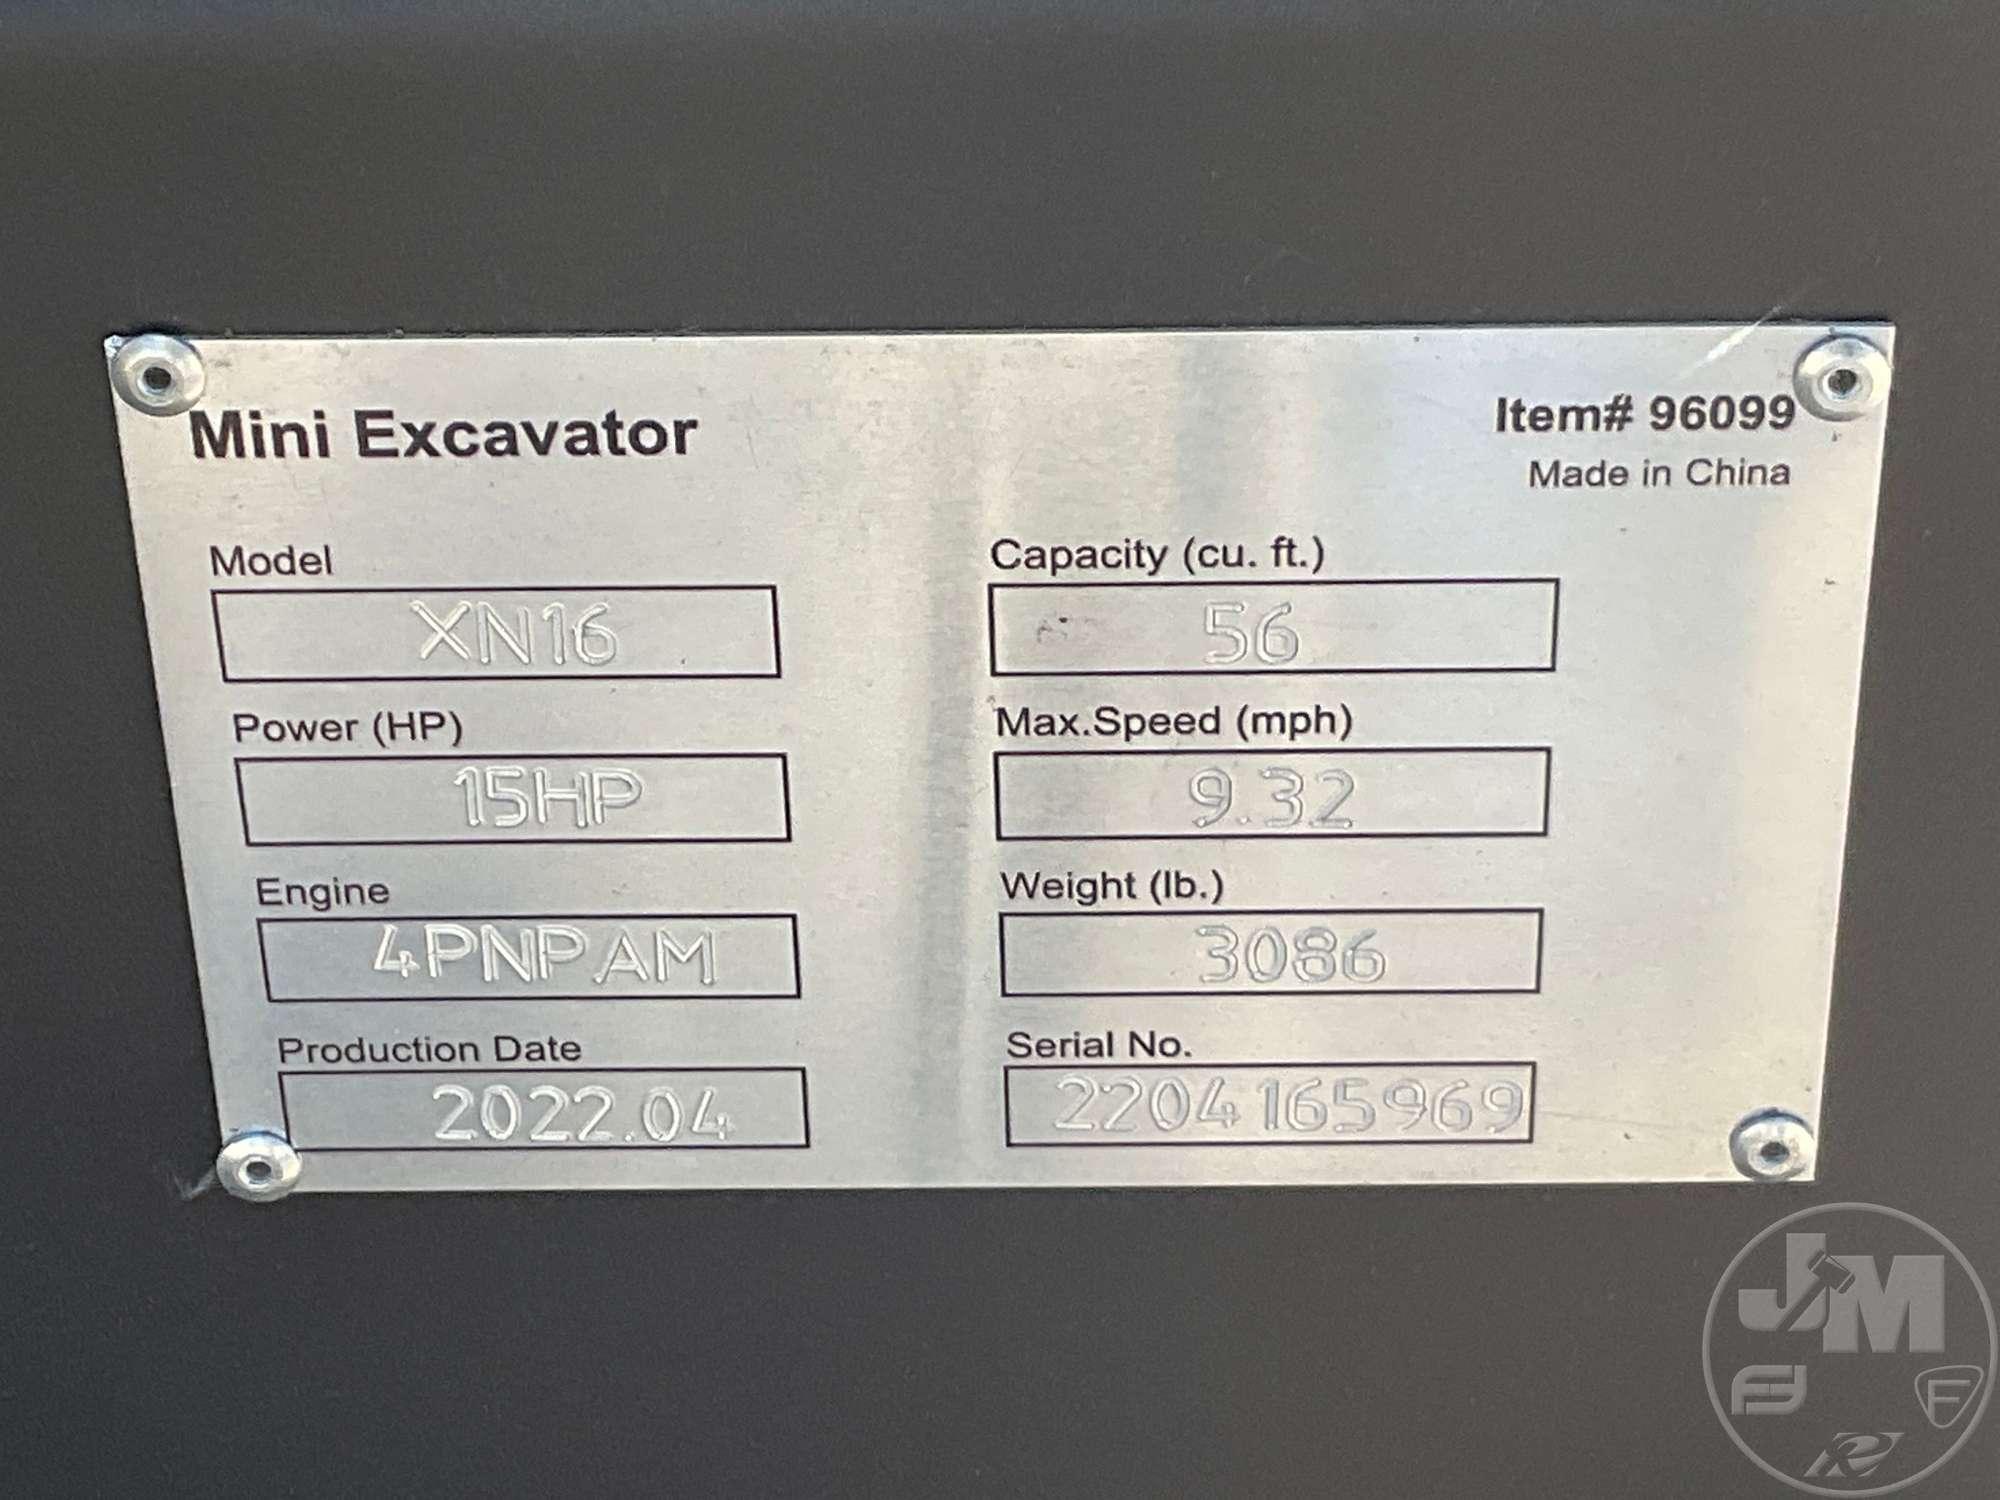 Mini Excavator
Item# 96099
Made in China
Model
XN16
Capacity (cu. ft.)
56
Power (HP)
15HP
Max.Speed (mph)
9.32
Engine
4PNPAM
Weight (lb.)
3086
Production Date
2022.04
Serial No.
2204165969
JM
F